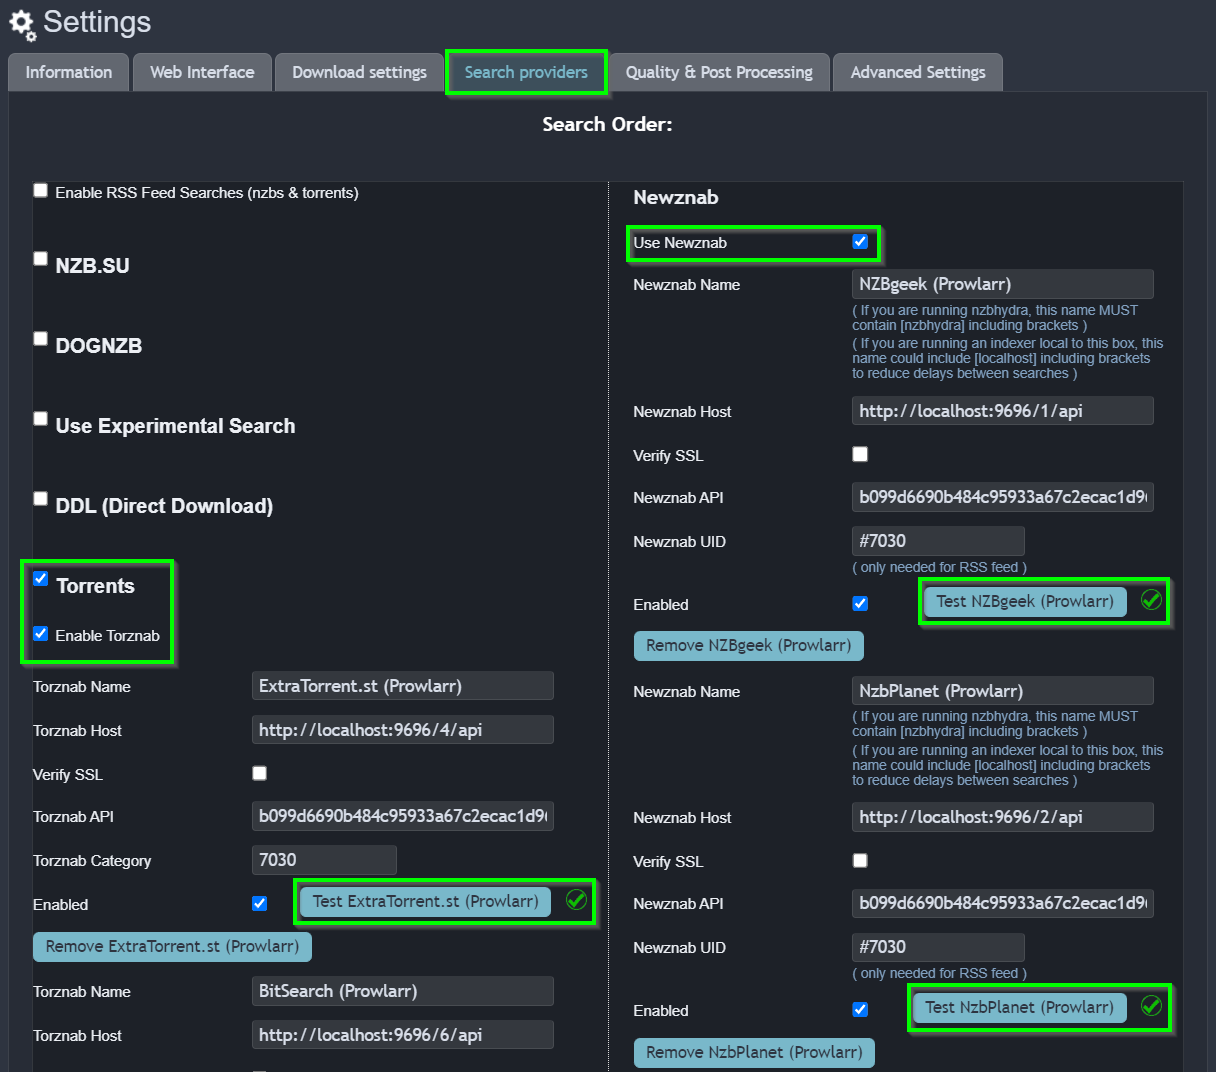 Settings
Information
Web Interface
Download settings
Search providers
Quality & Post Processing
Advanced Settings
Search Order:
Enable RSS Feed Searches (nzbs & torrents)
NZB.SU
DOGNZB
Use Experimental Search
DDL (Direct Download)
Torrents
Enable Torznab
Torznab Name
ExtraTorrent.st (Prowlarr)
Torznab Host
http://localhost:9696/4/api
Verify SSL
Torznab API
b099d6690b484c95933a67c2ecac1d9
Torznab Category
7030
Enabled
Test ExtraTorrent.st (Prowlarr)
Remove ExtraTorrent.st (Prowlarr)
Torznab Name
BitSearch (Prowlarr)
Torznab Host
http://localhost:9696/6/api
Newznab
Use Newznab
Newznab Name
NZBgeek (Prowlarr)
( If you are running nzbhydra, this name MUST
contain [nzbhydra] including brackets )
( If you are running an indexer local to this box, this
name could include [localhost] including brackets
to reduce delays between searches )
Newznab Host
http://localhost:9696/1/api
Verify SSL
Newznab API
b099d6690b484c95933a67c2ecac1d9
Newznab UID
#7030
( only needed for RSS feed )
Enabled
Test NZBgeek (Prowlarr)
Remove NZBgeek (Prowlarr)
Newznab Name
NzbPlanet (Prowlarr)
( If you are running nzbhydra, this name MUST
contain [nzbhydra] including brackets )
( If you are running an indexer local to this box, this
name could include [localhost] including brackets
to reduce delays between searches )
Newznab Host
http://localhost:9696/2/api
Verify SSL
Newznab API
b099d6690b484c95933a67c2ecac1d9
Newznab UID
#7030
( only needed for RSS feed )
Enabled
Test NzbPlanet (Prowlarr)
Remove NzbPlanet (Prowlarr)